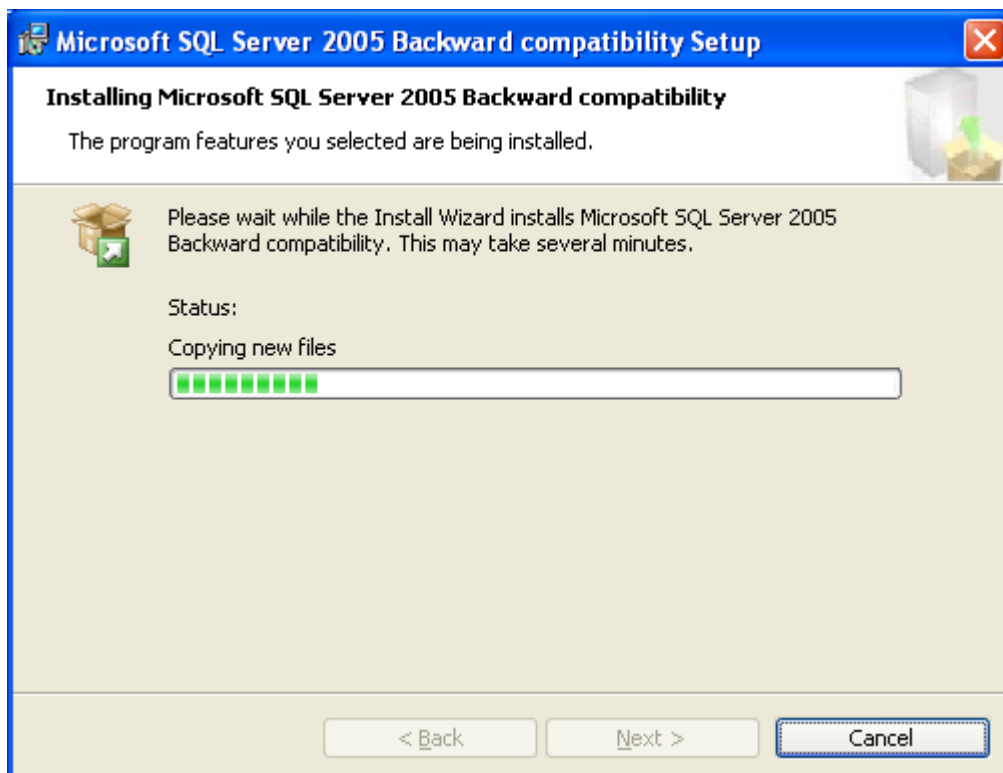 Microsoft SQL Server 2005 Backward compatibility Setup
Installing Microsoft SQL Server 2005 Backward compatibility
The program features you selected are being installed.
Please wait while the Install Wizard installs Microsoft SQL Server 2005
Backward compatibility. This may take several minutes.
Status:
Copying new files
< Back
Next >
Cancel